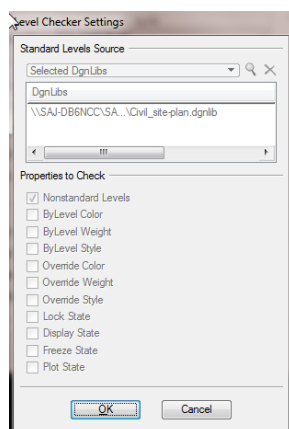 Level Checker Settings
Standard Levels Source
Selected DgnLibs
DgnLibs
\\SAJ-DB6NCC\SA...\Civil_site-plan.dgnlib
Properties to Check
Nonstandard Levels
ByLevel Color
ByLevel Weight
ByLevel Style
Override Color
Override Weight
Override Style
Lock State
Display State
Freeze State
Plot State
OK
Cancel